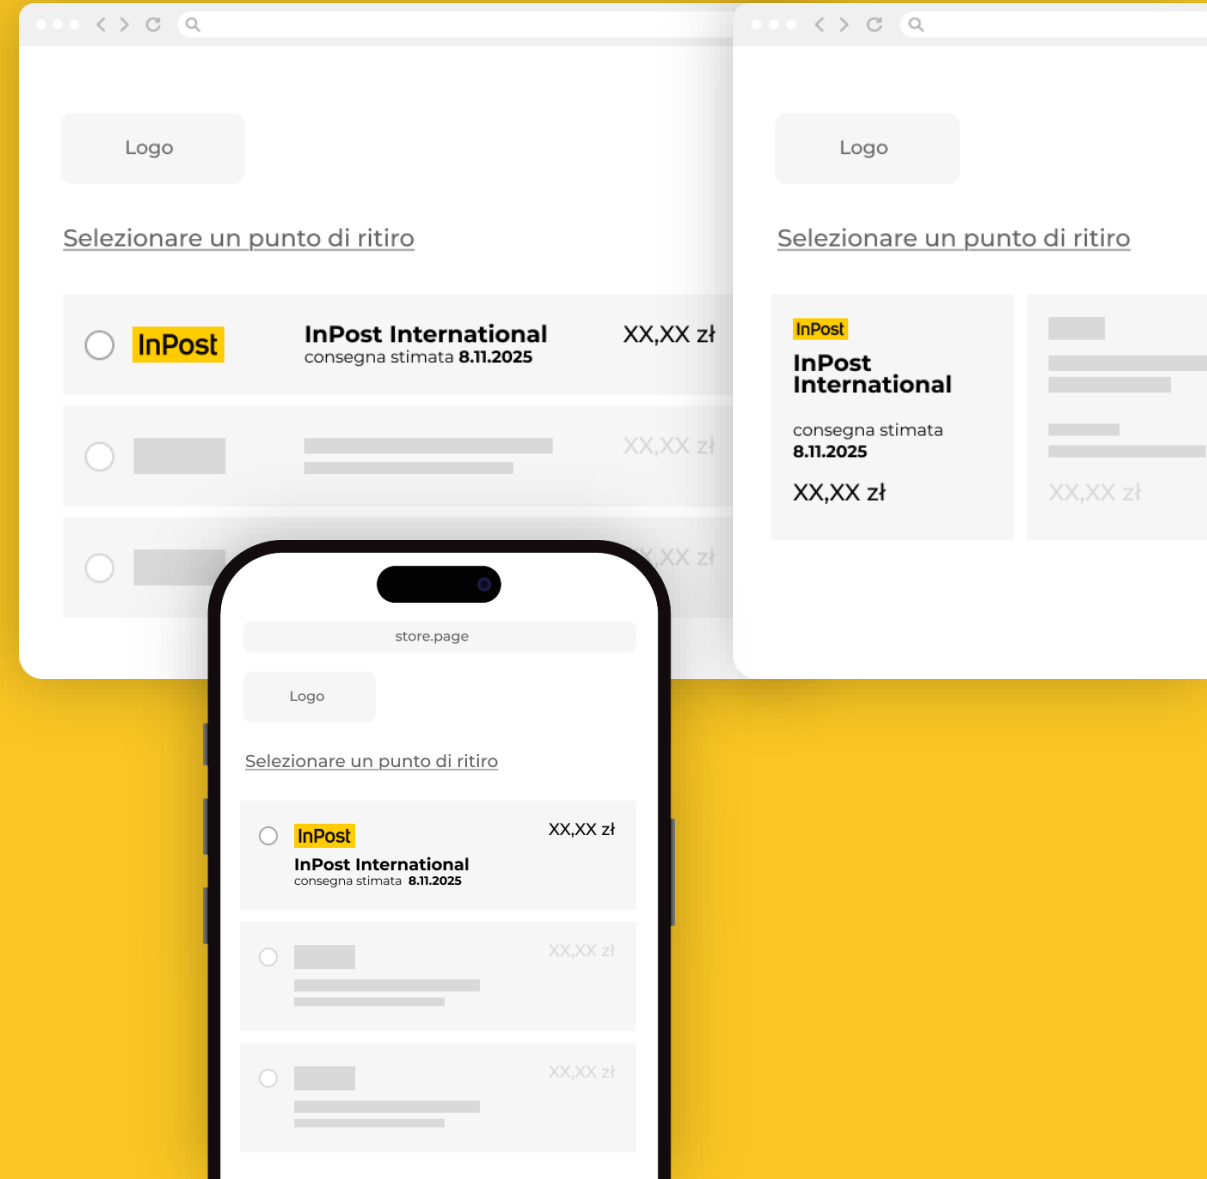 Logo
Selezionare un punto di ritiro
InPost
InPost International
consegna stimata 8.11.2025
XX,XX zł
XX,XX zł
XX,XX zł
Logo
Selezionare un punto di ritiro
InPost
InPost
International
consegna stimata
8.11.2025
XX,XX zł
XX,XX zł
store.page
Logo
Selezionare un punto di ritiro
InPost
XX,XX zł
InPost International
consegna stimata 8.11.2025
XX,XX zł
XX,XX zł